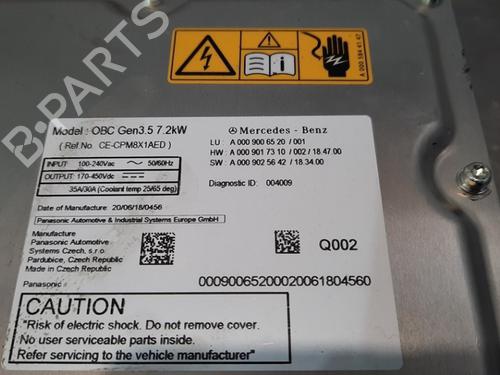 A 000 584 41 47
B-PARTS
Model : OBC Gen3.5 7.2kW
( Ref.No. CE-CPM8X1AED )
INPUT 100-240Vac ~ 50/60Hz
OUTPUT 170-450Vdc
35A/30A (Coolant temp 25/65 deg)
Date of Manufacture : 20/06/18/0456
Panasonic Automotive & Industrial Systems Europe GmbH
Mercedes - Benz
LU : A 000 900 65 20 / 001
HW : A 000 901 73 10 / 002 / 18.47.00
SW : A 000 902 56 42 / 18.34.00
Diagnostic ID : 004009
Manufacturer :
Panasonic Automotive
Systems Czech, s.r.o
Pardubice, Czech Republic
Made in Czech Republic
Panasonic
Q002
00090065200020061804560
CAUTION
"Risk of electric shock. Do not remove cover.
No user serviceable parts inside.
Refer servicing to the vehicle manufacturer"